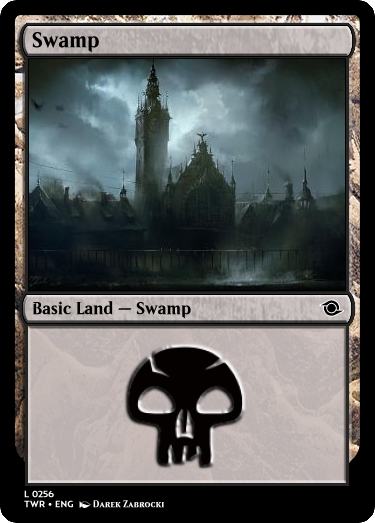 Swamp
Basic Land — Swamp
L 0256
TWR • ENG Darek Zabrocki